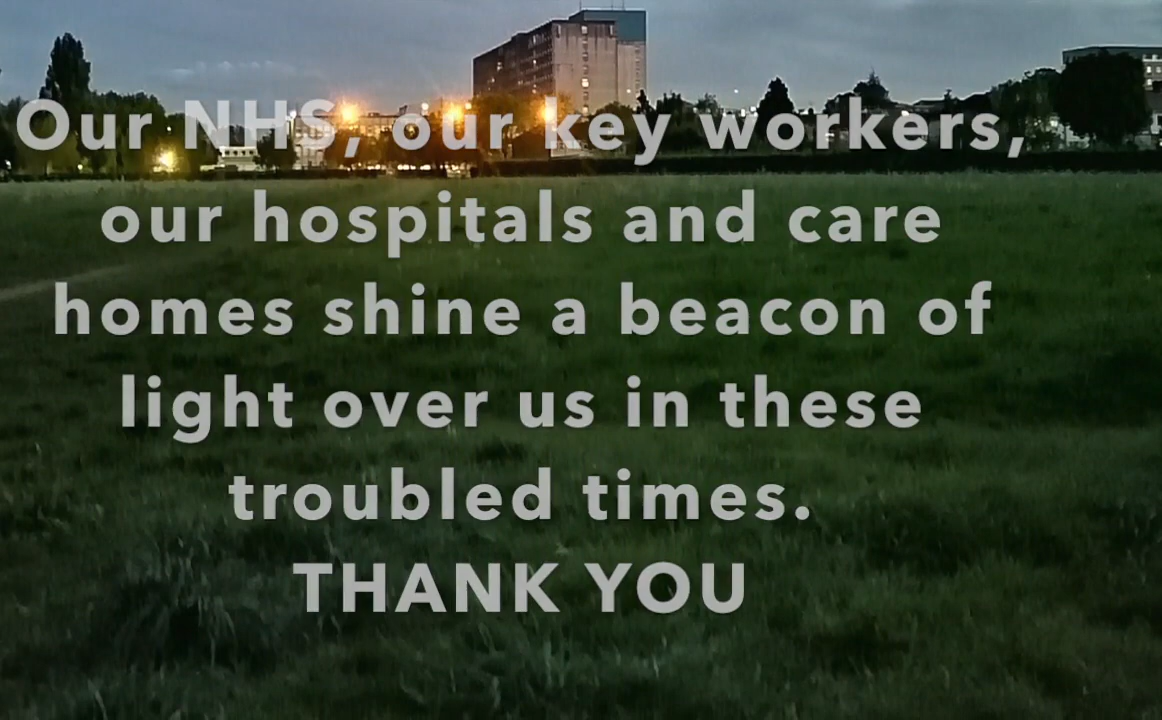 Our NHS, our key workers,
our hospitals and care
homes shine a beacon of
light over us in these
troubled times.
THANK YOU